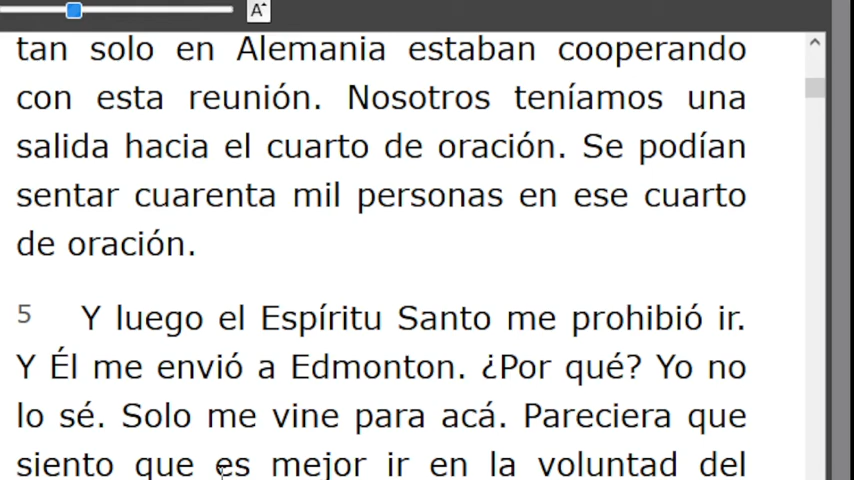 A
tan solo en Alemania estaban cooperando
con esta reunión. Nosotros teníamos una
salida hacia el cuarto de oración. Se podían
sentar cuarenta mil personas en ese cuarto
de oración.
5 Y luego el Espíritu Santo me prohibió ir.
Y Él me envió a Edmonton. ¿Por qué? Yo no
lo sé. Solo me vine para acá. Pareciera que
siento que es mejor ir en la voluntad del